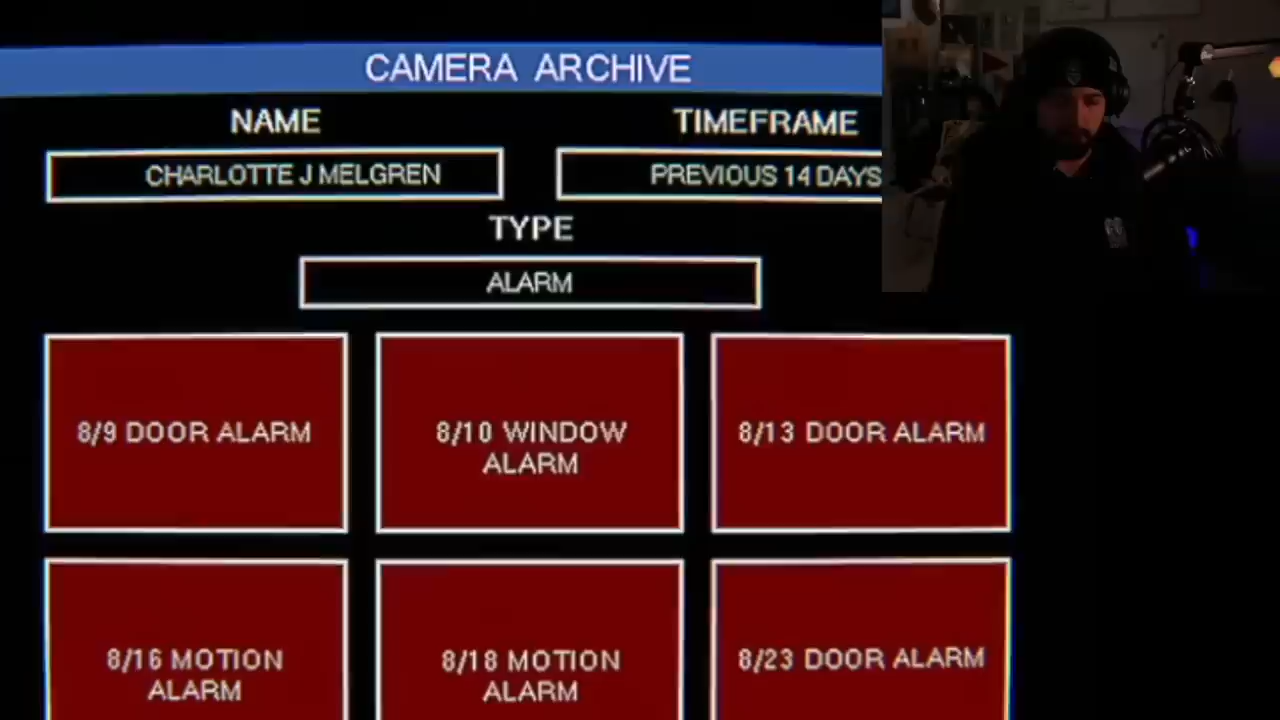 CAMERA ARCHIVE
NAME
TIMEFRAME
CHARLOTTE J MELGREN
PREVIOUS 14 DAYS
TYPE
ALARM
8/9 DOOR ALARM
8/10 WINDOW
ALARM
8/13 DOOR ALARM
8/16 MOTION
ALARM
8/18 MOTION
ALARM
8/23 DOOR ALARM